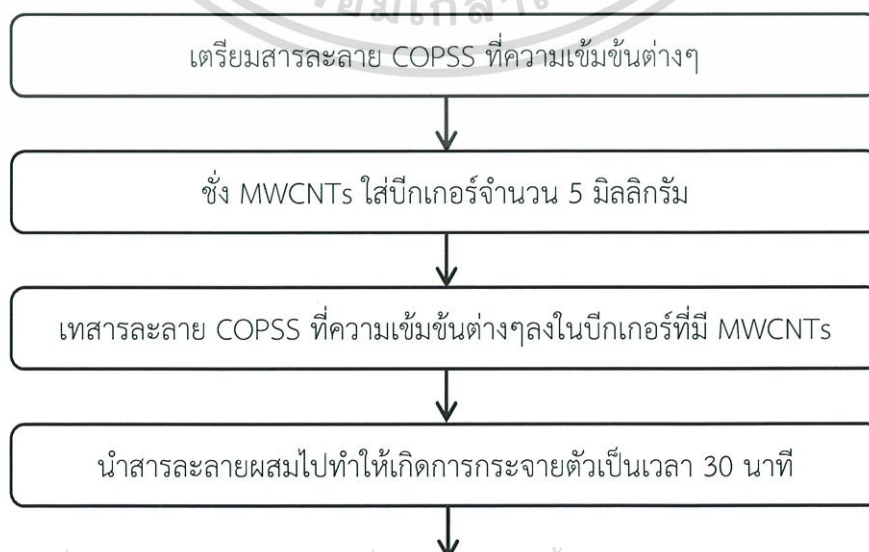 เตรียมสารละลาย COPSS ที่ความเข้มข้นต่างๆ
ชั่ง MWCNTs ใส่บีกเกอร์จำนวน 5 มิลลิกรัม
เทสารละลาย COPSS ที่ความเข้มข้นต่างๆลงในบีกเกอร์ที่มี MWCNTs
นำสารละลายผสมไปทำให้เกิดการกระจายตัวเป็นเวลา 30 นาที